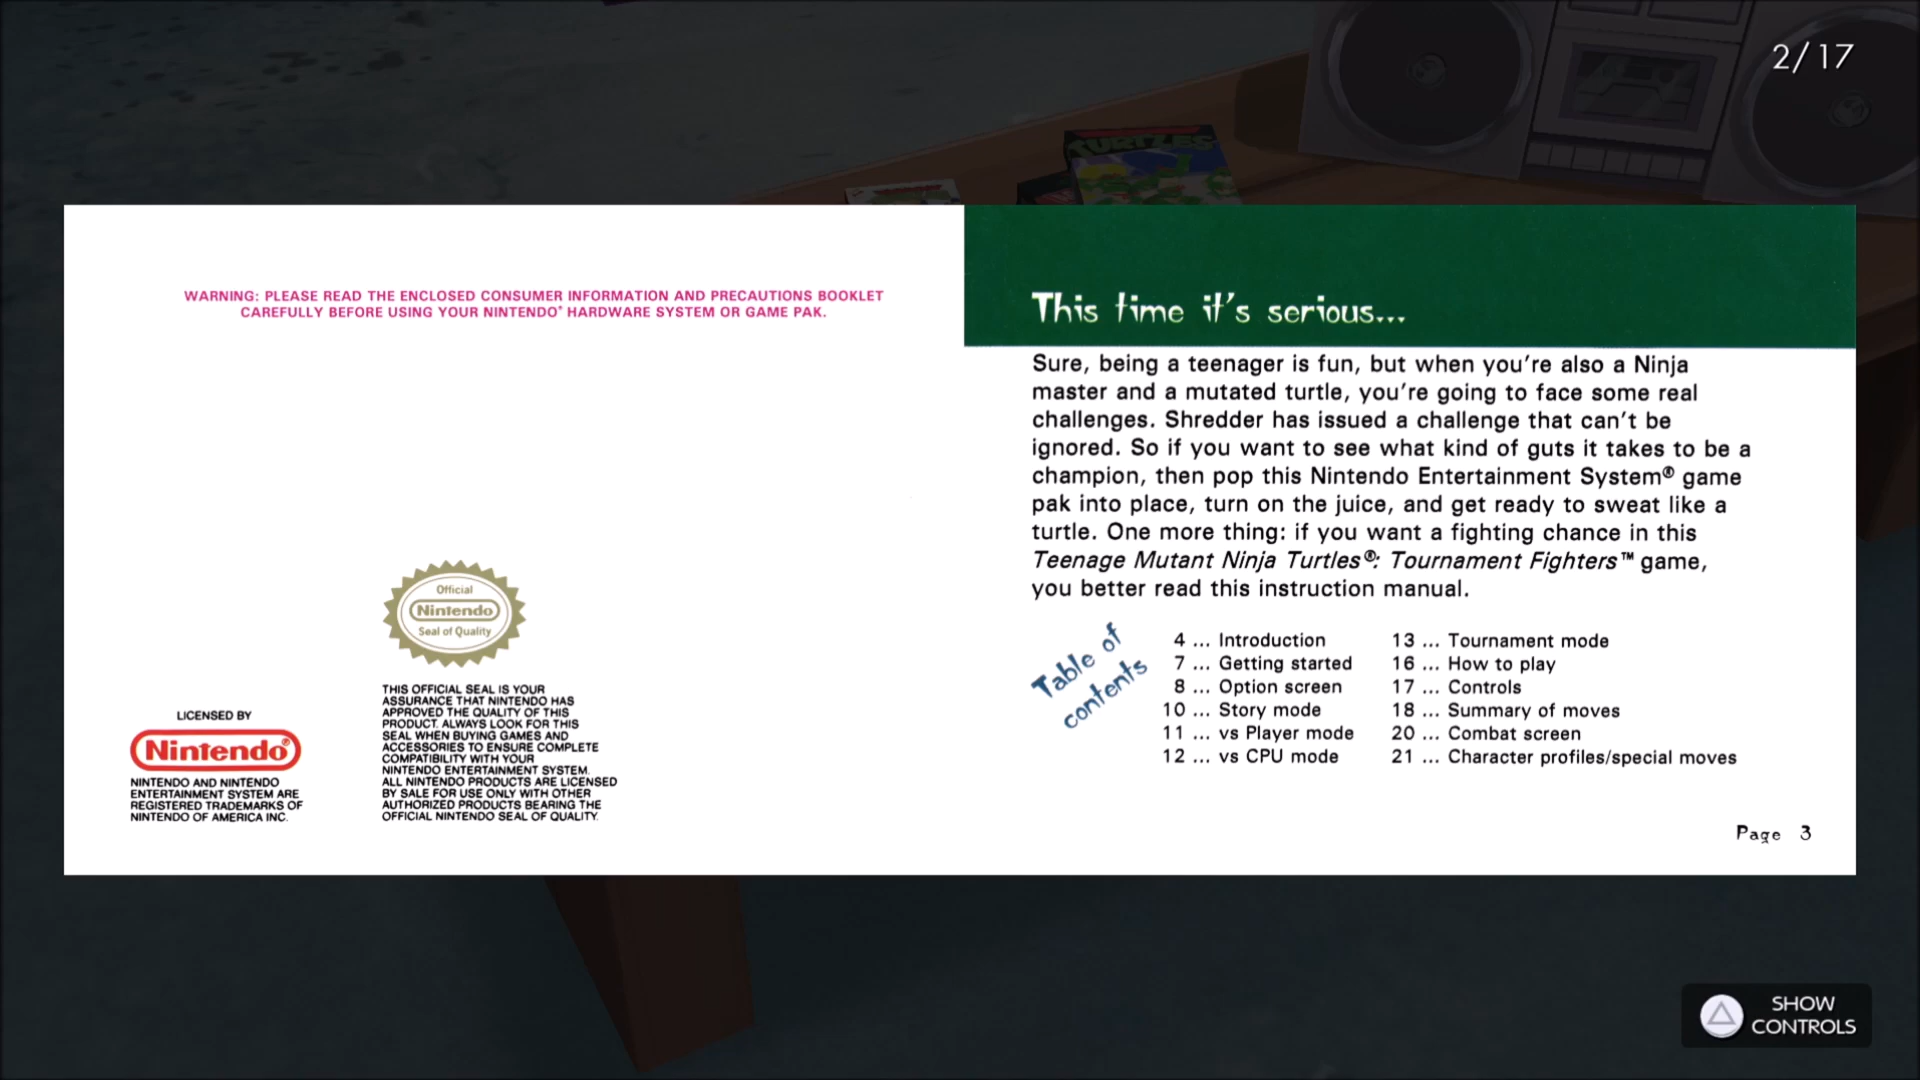 2/17
TURTLES
WARNING: PLEASE READ THE ENCLOSED CONSUMER INFORMATION AND PRECAUTIONS BOOKLET
CAREFULLY BEFORE USING YOUR NINTENDO® HARDWARE SYSTEM OR GAME PAK.
Official
Nintendo
Seal of Quality
THIS OFFICIAL SEAL IS YOUR
ASSURANCE THAT NINTENDO HAS
APPROVED THE QUALITY OF THIS
PRODUCT. ALWAYS LOOK FOR THIS
SEAL WHEN BUYING GAMES AND
ACCESSORIES TO ENSURE COMPLETE
COMPATIBILITY WITH YOUR
NINTENDO ENTERTAINMENT SYSTEM.
ALL NINTENDO PRODUCTS ARE LICENSED
BY SALE FOR USE ONLY WITH OTHER
AUTHORIZED PRODUCTS BEARING THE
OFFICIAL NINTENDO SEAL OF QUALITY.
LICENSED BY
Nintendo®
NINTENDO AND NINTENDO
ENTERTAINMENT SYSTEM ARE
REGISTERED TRADEMARKS OF
NINTENDO OF AMERICA INC.
This time it's serious...
Sure, being a teenager is fun, but when you're also a Ninja
master and a mutated turtle, you're going to face some real
challenges. Shredder has issued a challenge that can't be
ignored. So if you want to see what kind of guts it takes to be a
champion, then pop this Nintendo Entertainment System® game
pak into place, turn on the juice, and get ready to sweat like a
turtle. One more thing: if you want a fighting chance in this
Teenage Mutant Ninja Turtles®: Tournament Fighters™ game,
you better read this instruction manual.
Table of
contents
4 ... Introduction
7 ... Getting started
8 ... Option screen
10 ... Story mode
11 ... vs Player mode
12 ... vs CPU mode
13 ... Tournament mode
16 ... How to play
17 ... Controls
18 ... Summary of moves
20 ... Combat screen
21 ... Character profiles/special moves
Page 3
SHOW
CONTROLS